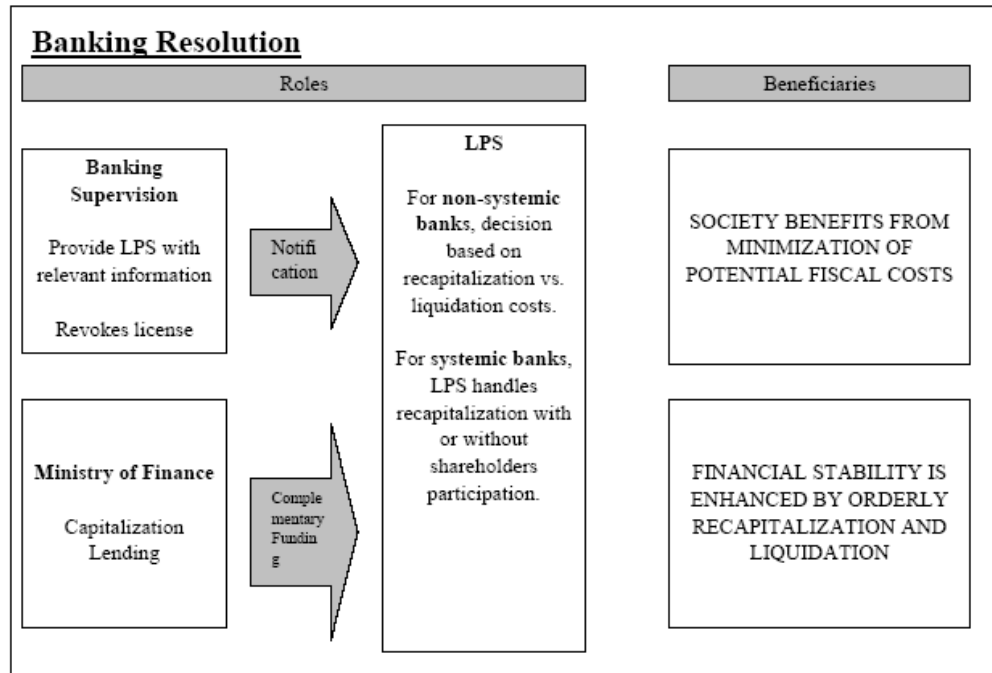 Banking Resolution
Roles
Beneficiaries
Banking
Supervision
Provide LPS with
relevant information
Revokes license
Notifi
cation
LPS
For non-systemic
banks, decision
based on
recapitalization vs.
liquidation costs.
For systemic banks,
LPS handles
recapitalization with
or without
shareholders
participation.
SOCIETY BENEFITS FROM
MINIMIZATION OF
POTENTIAL FISCAL COSTS
Ministry of Finance
Capitalization
Lending
Comple
mentary
Fundin
g
FINANCIAL STABILITY IS
ENHANCED BY ORDERLY
RECAPITALIZATION AND
LIQUIDATION